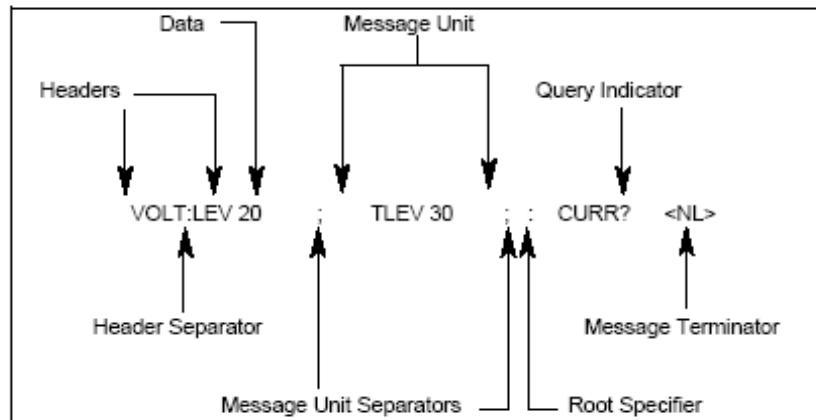 Data Message Unit
Headers Query Indicator
VOLT:LEV 20 ; TLEV 30 ; : CURR? <NL>
Header Separator Message Terminator
Message Unit Separators Root Specifier